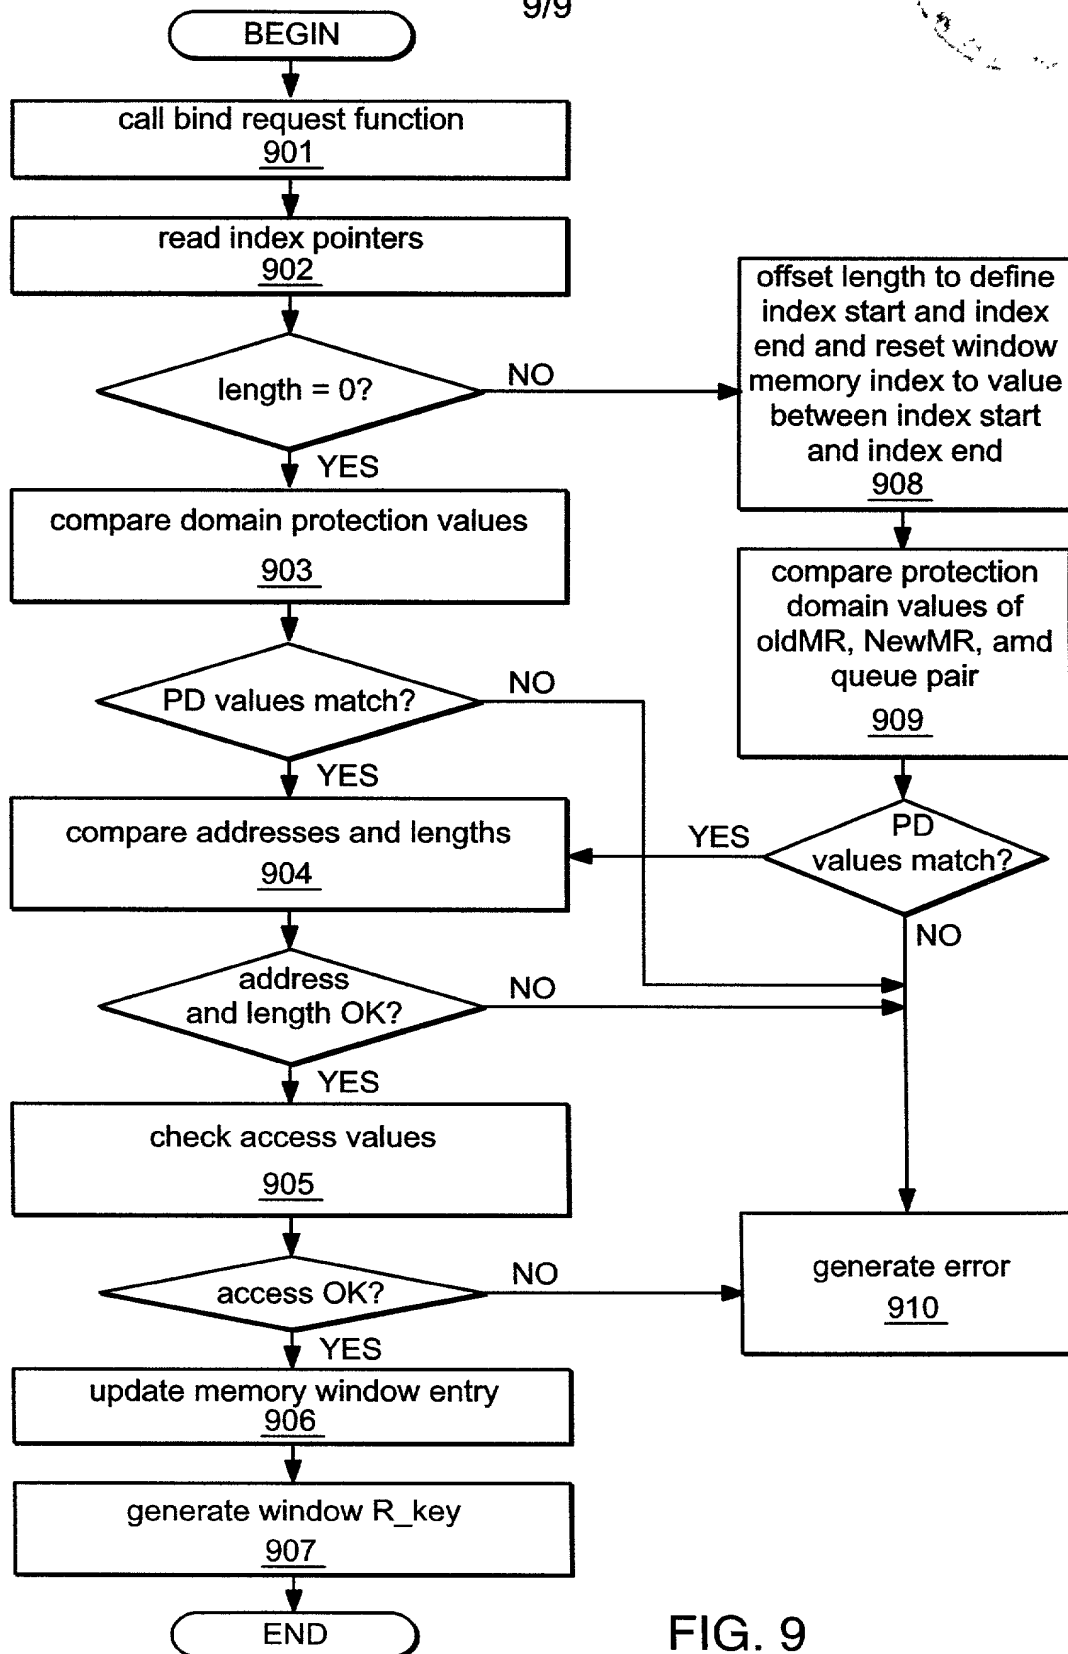 9/9
BEGIN
call bind request function
901
read index pointers
902
length = 0?
NO
YES
offset length to define
index start and index
end and reset window
memory index to value
between index start
and index end
908
compare domain protection values
903
compare protection
domain values of
oldMR, NewMR, amd
queue pair
909
PD values match?
NO
YES
PD
values match?
YES
NO
compare addresses and lengths
904
address
and length OK?
NO
YES
check access values
905
access OK?
NO
YES
generate error
910
update memory window entry
906
generate window R_key
907
END
FIG. 9